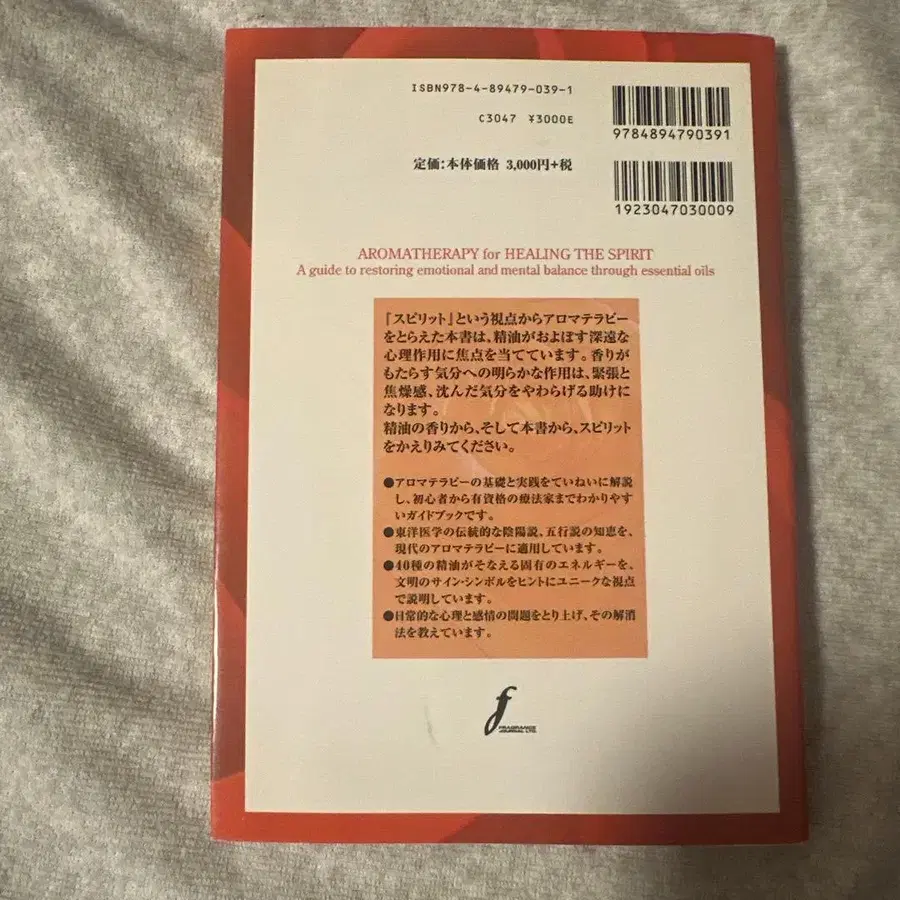 ISBN978-4-89479-039-1
C3047 ¥3000E
定価:本体価格 3,000円+税
9784894790391
1923047030009
AROMATHERAPY for HEALING THE SPIRIT
A guide to restoring emotional and mental balance through essential oils
『スピリット』という視点からアロマテラピー
をとらえた本書は、精油がおよぼす深遠な
心理作用に焦点を当てています。香りが
もたらす気分への明らかな作用は、緊張と
焦燥感、沈んだ気分をやわらげる助けに
なります。
精油の香りから、そして本書から、スピリット
をかえりみてください。
●アロマテラピーの基礎と実践をていねいに解説
し、初心者から有資格の療法家までわかりやす
いガイドブックです。
●東洋医学の伝統的な陰陽説、五行説の知恵を、
現代のアロマテラピーに適用しています。
●40種の精油がそなえる固有のエネルギーを、
文明のサイン・シンボルをヒントにユニークな視点
で説明しています。
●日常的な心理と感情の問題をとり上げ、その解消
法を教えています。
f
FRAGRANCE
JOURNAL LTD.